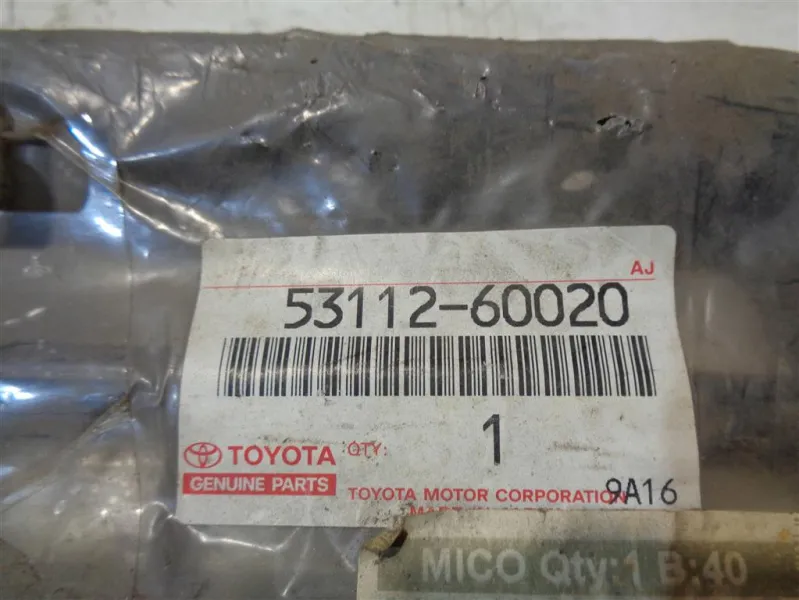 AJ
53112-60020
QTY: 1
TOYOTA
GENUINE PARTS
TOYOTA MOTOR CORPORATION 9A16
MICO Qty:1 B:40